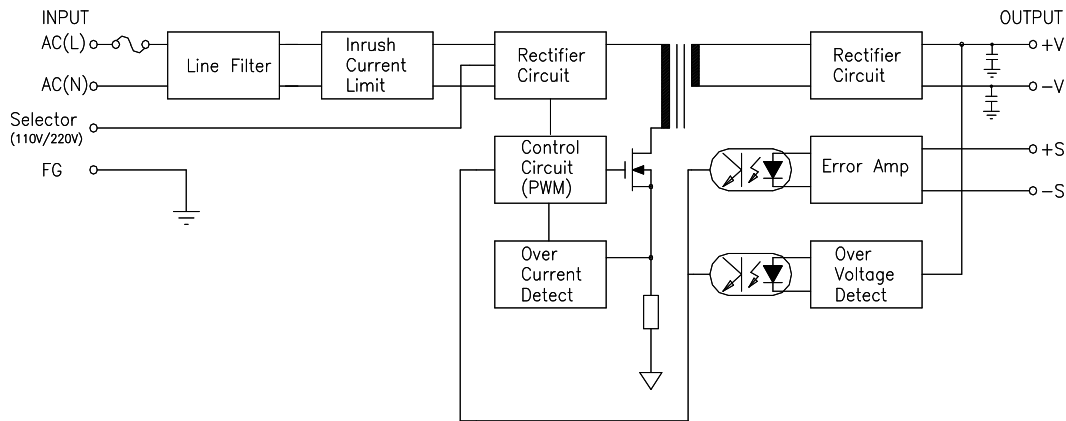 INPUT
OUTPUT
AC(L)
Line Filter
Inrush
Current
Limit
Rectifier
Circuit
Rectifier
Circuit
+V
AC(N)
-V
Selector
(110V/220V)
FG
Control
Circuit
(PWM)
Error Amp
+S
-S
Over
Current
Detect
Over
Voltage
Detect